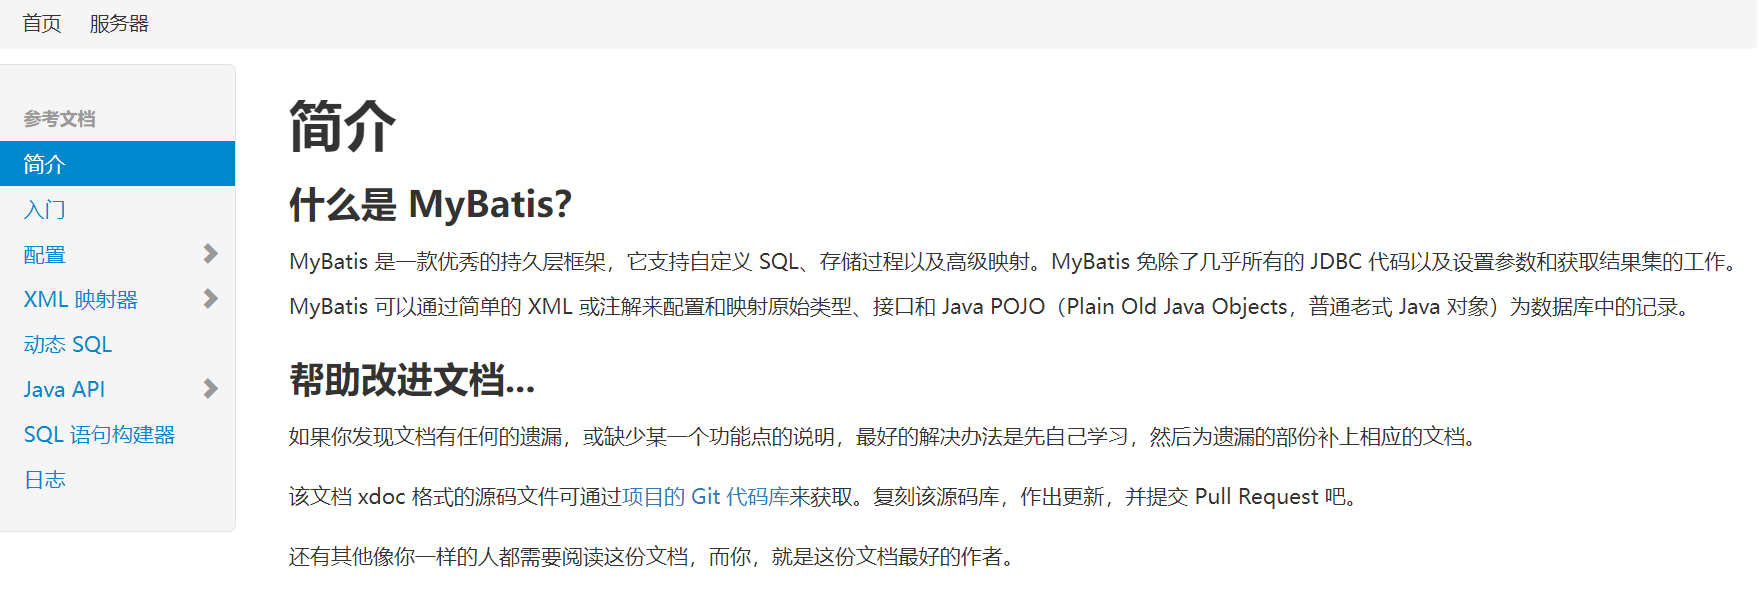 首页 服务器
参考文档
简介
入门
配置
XML 映射器
动态 SQL
Java API
SQL 语句构建器
日志
简介
什么是 MyBatis?
MyBatis 是一款优秀的持久层框架，它支持自定义 SQL、存储过程以及高级映射。MyBatis 免除了几乎所有的 JDBC 代码以及设置参数和获取结果集的工作。
MyBatis 可以通过简单的 XML 或注解来配置和映射原始类型、接口和 Java POJO（Plain Old Java Objects，普通老式 Java 对象）为数据库中的记录。
帮助改进文档...
如果你发现文档有任何的遗漏，或缺少某一个功能点的说明，最好的解决办法是先自己学习，然后为遗漏的部份补上相应的文档。
该文档 xdoc 格式的源码文件可通过项目的 Git 代码库来获取。复刻该源码库，作出更新，并提交 Pull Request 吧。
还有其他像你一样的人都需要阅读这份文档，而你，就是这份文档最好的作者。